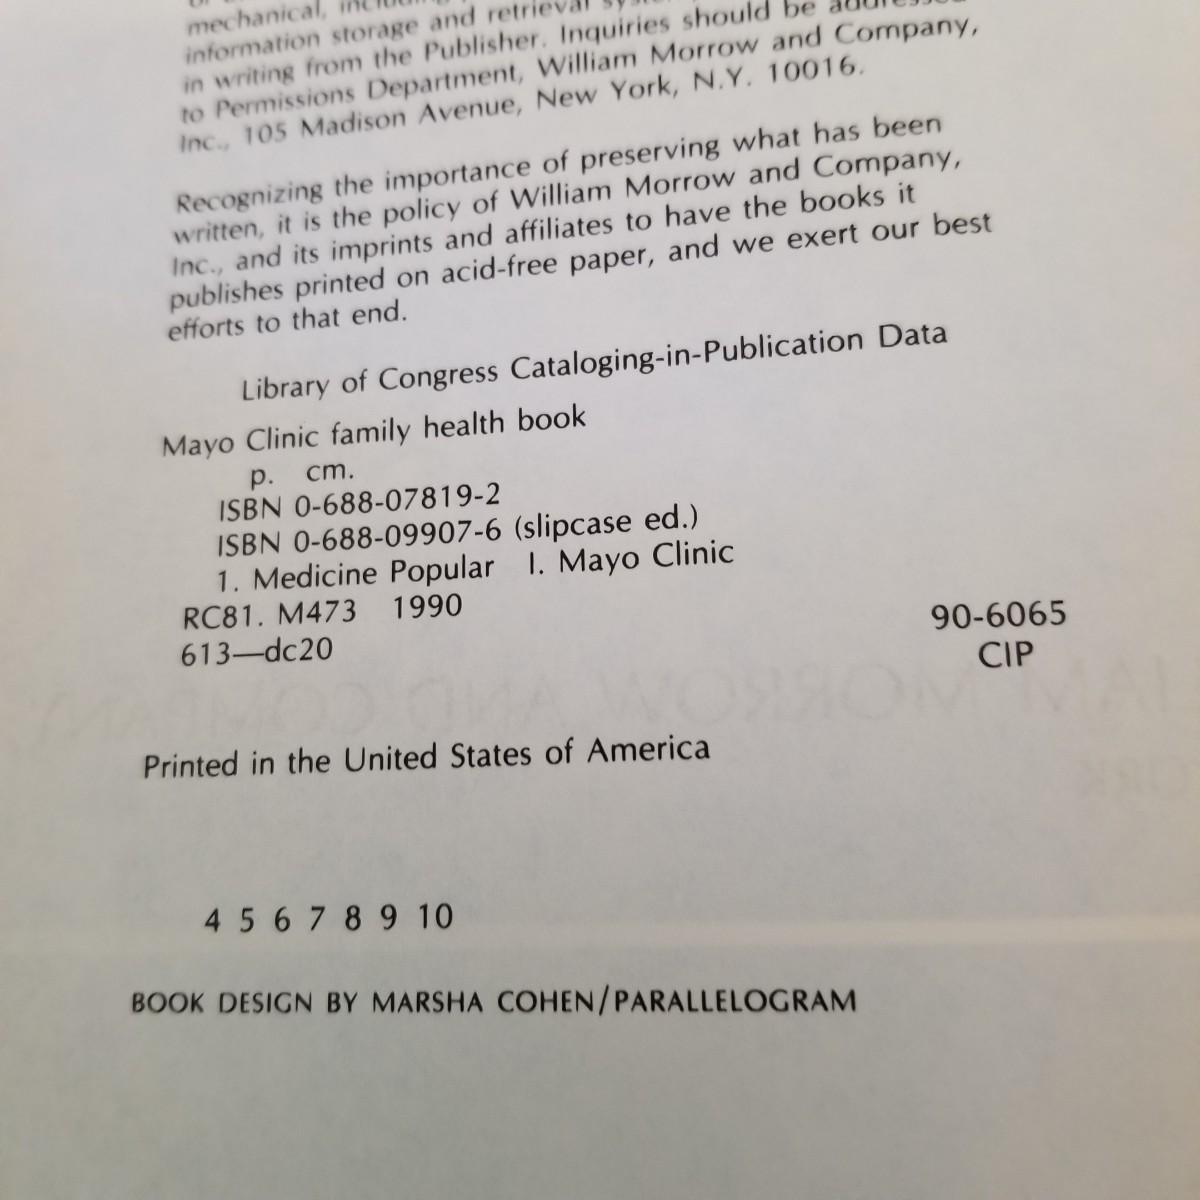 mechanical,
information storage and retrieval
in writing from the Publisher. Inquiries should be addressed
to Permissions Department, William Morrow and Company,
Inc., 105 Madison Avenue, New York, N.Y. 10016.
Recognizing the importance of preserving what has been
written, it is the policy of William Morrow and Company,
Inc., and its imprints and affiliates to have the books it
publishes printed on acid-free paper, and we exert our best
efforts to that end.
Library of Congress Cataloging-in-Publication Data
Mayo Clinic family health book
p. cm.
ISBN 0-688-07819-2
ISBN 0-688-09907-6 (slipcase ed.)
1. Medicine Popular I. Mayo Clinic
RC81. M473 1990
613—dc20
90-6065
CIP
Printed in the United States of America
4 5 6 7 8 9 10
BOOK DESIGN BY MARSHA COHEN/PARALLELOGRAM